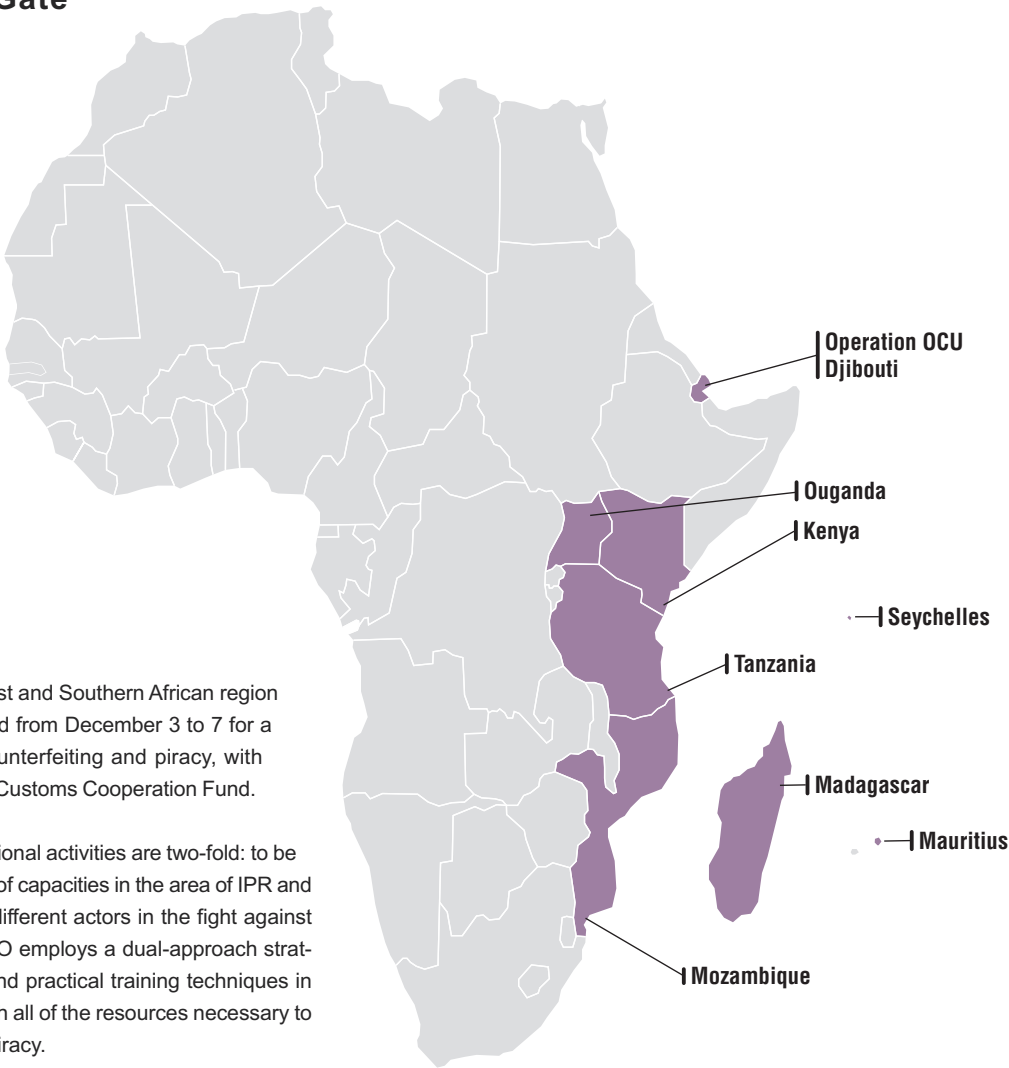 Gate
Operation OCU
Djibouti
Ouganda
Kenya
Seychelles
Tanzania
Madagascar
Mauritius
Mozambique
st and Southern African region
d from December 3 to 7 for a
unterfeiting and piracy, with
Customs Cooperation Fund.
ional activities are two-fold: to be
of capacities in the area of IPR and
different actors in the fight against
O employs a dual-approach strat-
nd practical training techniques in
n all of the resources necessary to
iracy.